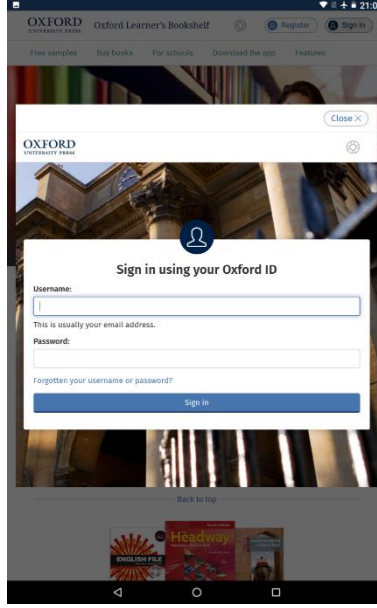 21:0
OXFORD Oxford Learner's Bookshelf Register Sign in
UNIVERSITY PRESS
Free samples Buy books For schools Download the app Features
Close ×
OXFORD
UNIVERSITY PRESS
Sign in using your Oxford ID
Username:
This is usually your email address.
Password:
Forgotten your username or password?
Sign in
Back to top
Headway
ENGLISH FILE